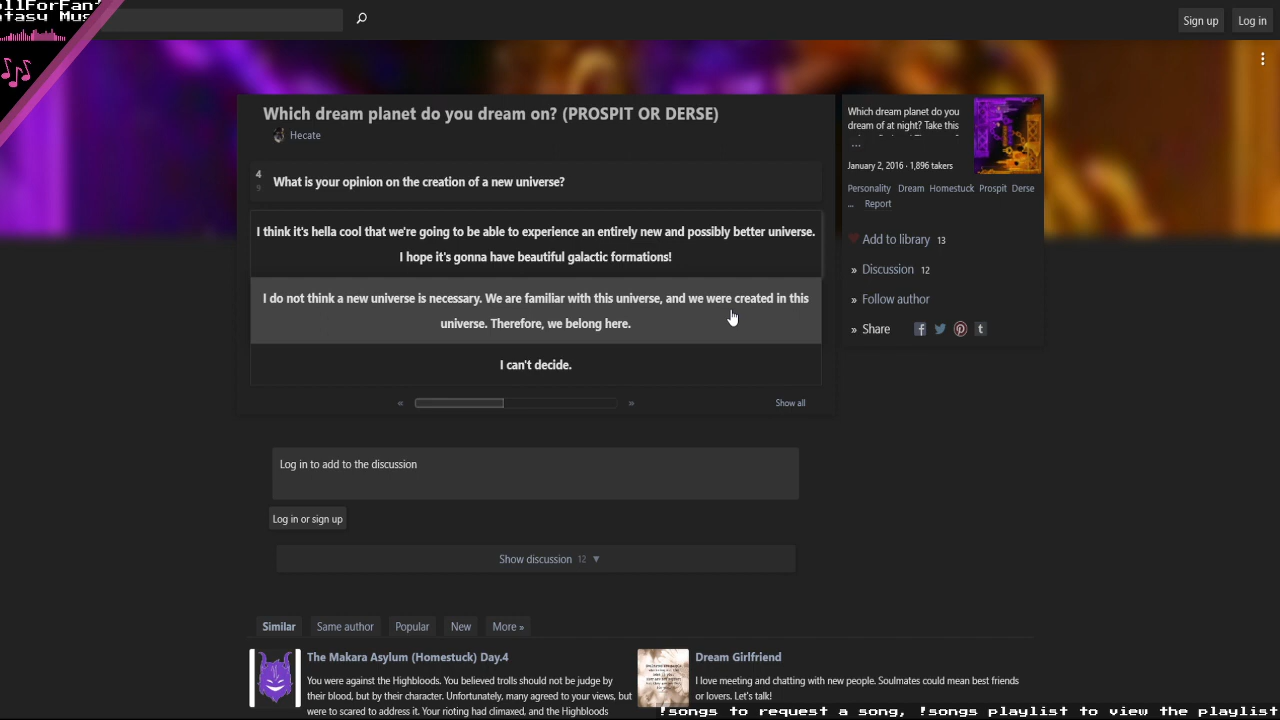 ollForFan
tasy Mus
Sign up
Log in
Which dream planet do you dream on? (PROSPIT OR DERSE)
Hecate
4
9
What is your opinion on the creation of a new universe?
I think it's hella cool that we're going to be able to experience an entirely new and possibly better universe.
I hope it's gonna have beautiful galactic formations!
I do not think a new universe is necessary. We are familiar with this universe, and we were created in this
universe. Therefore, we belong here.
I can't decide.
« »
Show all
Which dream planet do you
dream of at night? Take this
...
January 2, 2016 · 1,896 takers
Personality Dream Homestuck Prospit Derse
... Report
Add to library 13
» Discussion 12
» Follow author
» Share
Log in to add to the discussion
Log in or sign up
Show discussion 12 ▼
Similar Same author Popular New More »
The Makara Asylum (Homestuck) Day.4
You were against the Highbloods. You believed trolls should not be judge by
their blood, but by their character. Unfortunately, many agreed to your views, but
were to scared to address it. Your rioting had climaxed, and the Highbloods
Dream Girlfriend
I love meeting and chatting with new people. Soulmates could mean best friends
or lovers. Let's talk!
!songs to request a song, !songs playlist to view the playlist